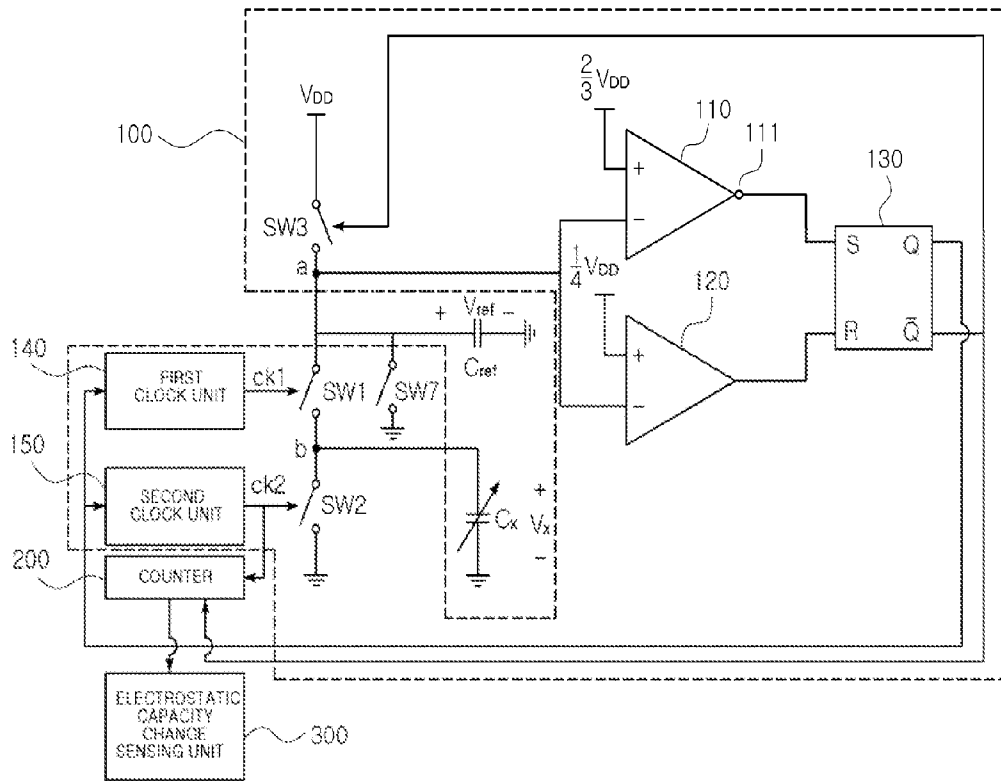 100
V_DD
SW3
a
2/3 V_DD
110
111
+
−
130
S Q
R Q̄
1/4 V_DD
120
+
−
+ V_ref −
C_ref
140
FIRST
CLOCK UNIT
ck1
SW1
SW7
b
150
SECOND
CLOCK UNIT
ck2
SW2
C_x
+
V_x
−
200
COUNTER
ELECTROSTATIC
CAPACITY
CHANGE
SENSING UNIT
300